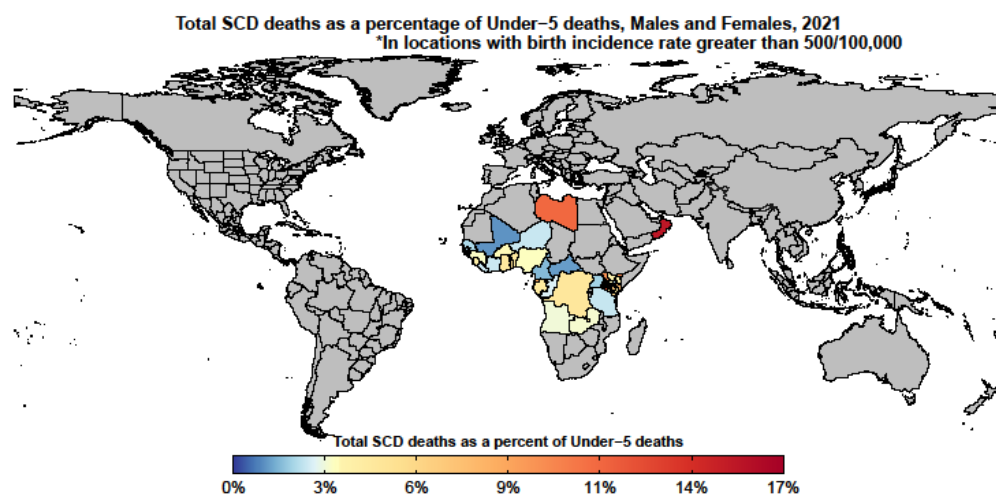 Total SCD deaths as a percentage of Under−5 deaths, Males and Females, 2021
*In locations with birth incidence rate greater than 500/100,000
Total SCD deaths as a percent of Under−5 deaths
0% 3% 6% 9% 11% 14% 17%